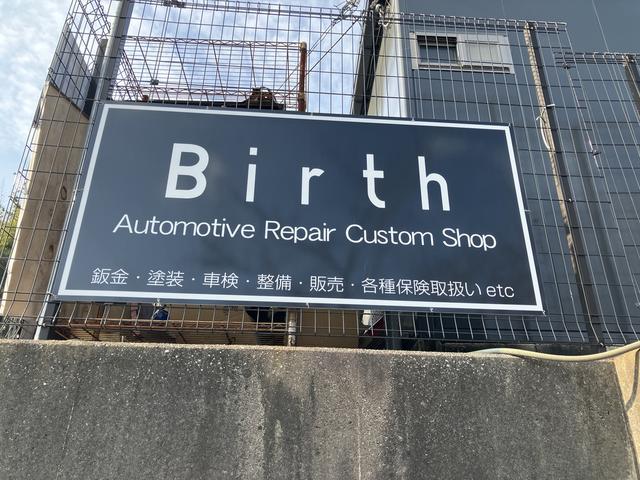 Birth
Automotive Repair Custom Shop
鈑金・塗装・車検・整備・販売・各種保険取扱い etc